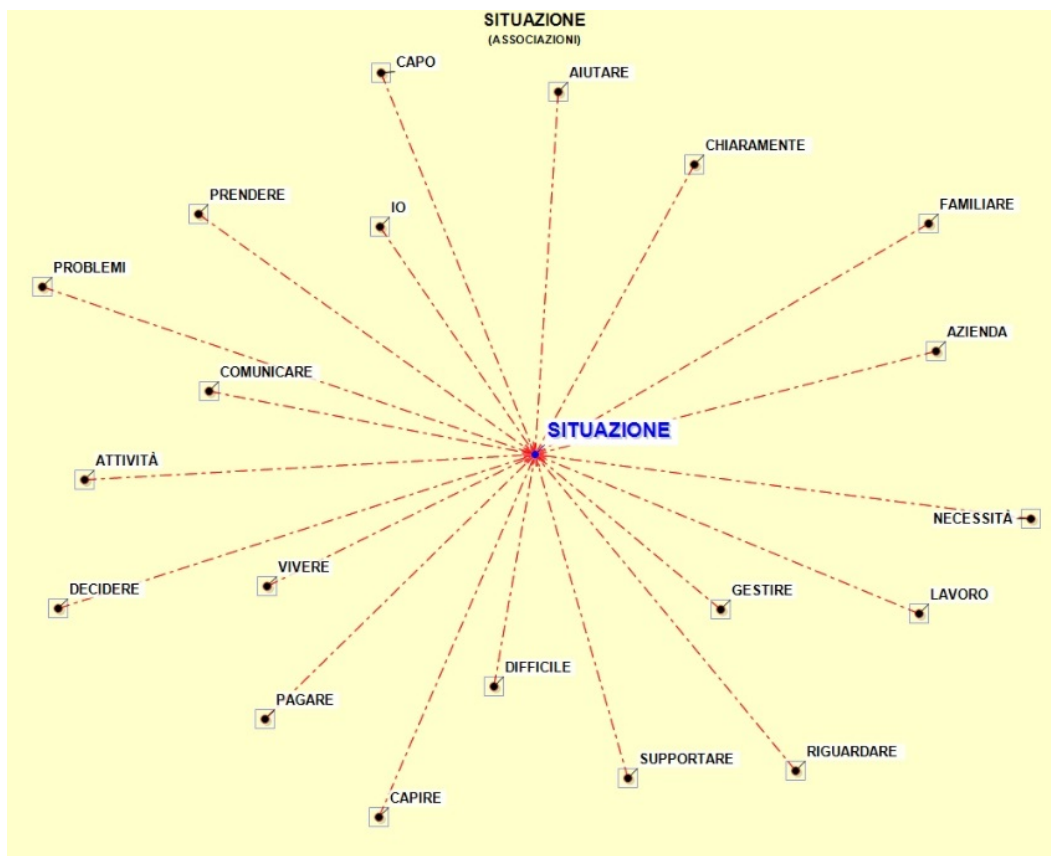 SITUAZIONE
(ASSOCIAZIONI)
CAPO
AIUTARE
CHIARAMENTE
PRENDERE
IO
FAMILIARE
PROBLEMI
AZIENDA
COMUNICARE
SITUAZIONE
ATTIVITÀ
NECESSITÀ
VIVERE
DECIDERE
GESTIRE
LAVORO
DIFFICILE
PAGARE
SUPPORTARE
RIGUARDARE
CAPIRE